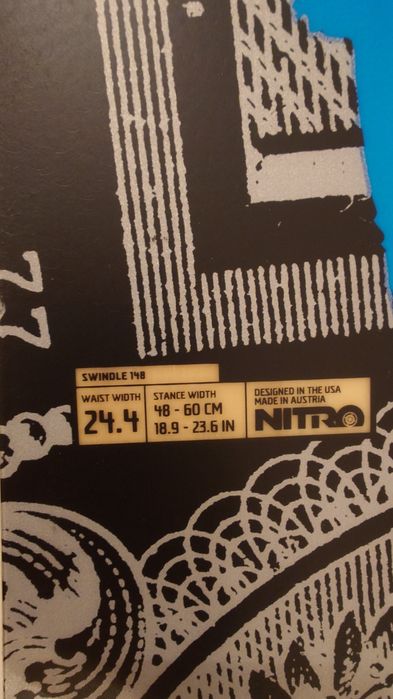 77
SWINDLE 148
WAIST WIDTH
24.4
STANCE WIDTH
48 - 60 CM
18.9 - 23.6 IN
DESIGNED IN THE USA
MADE IN AUSTRIA
NITRO